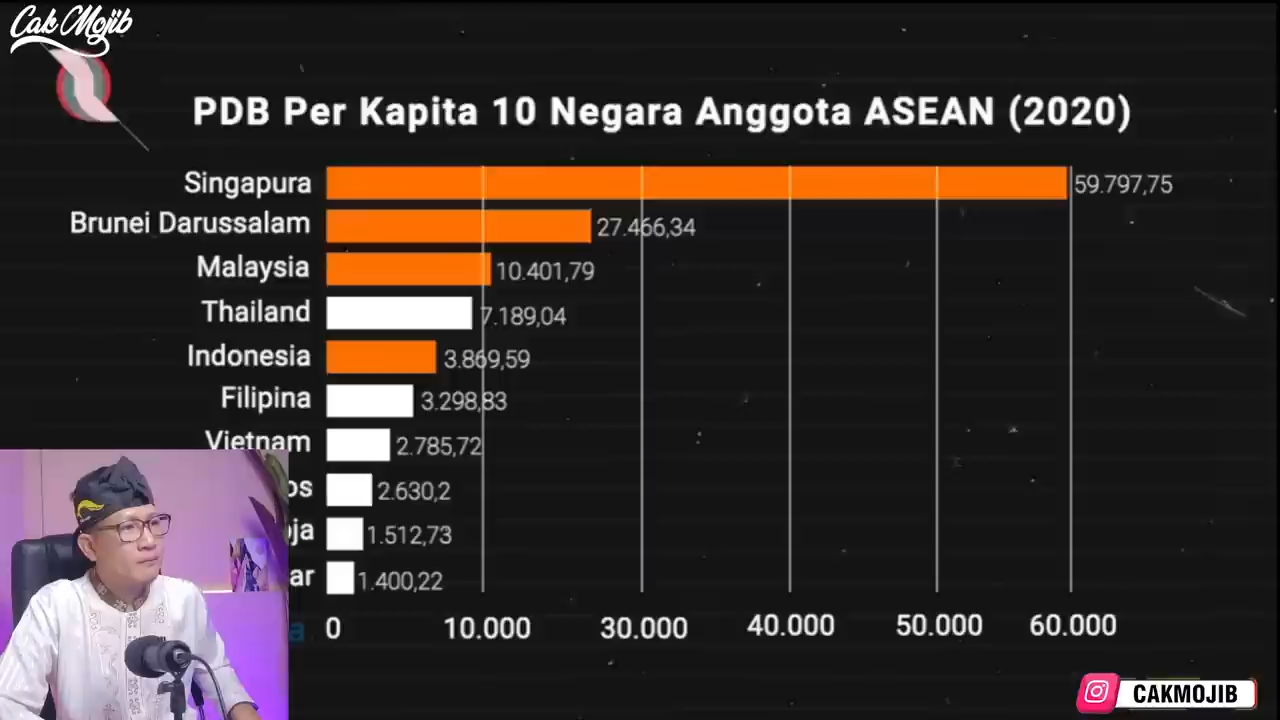 Cak Mojib
PDB Per Kapita 10 Negara Anggota ASEAN (2020)
Singapura 59.797,75
Brunei Darussalam 27.466,34
Malaysia 10.401,79
Thailand 7.189,04
Indonesia 3.869,59
Filipina 3.298,83
Vietnam 2.785,72
os 2.630,2
oja 1.512,73
ar 1.400,22
a 0 10.000 30.000 40.000 50.000 60.000
CAKMOJIB